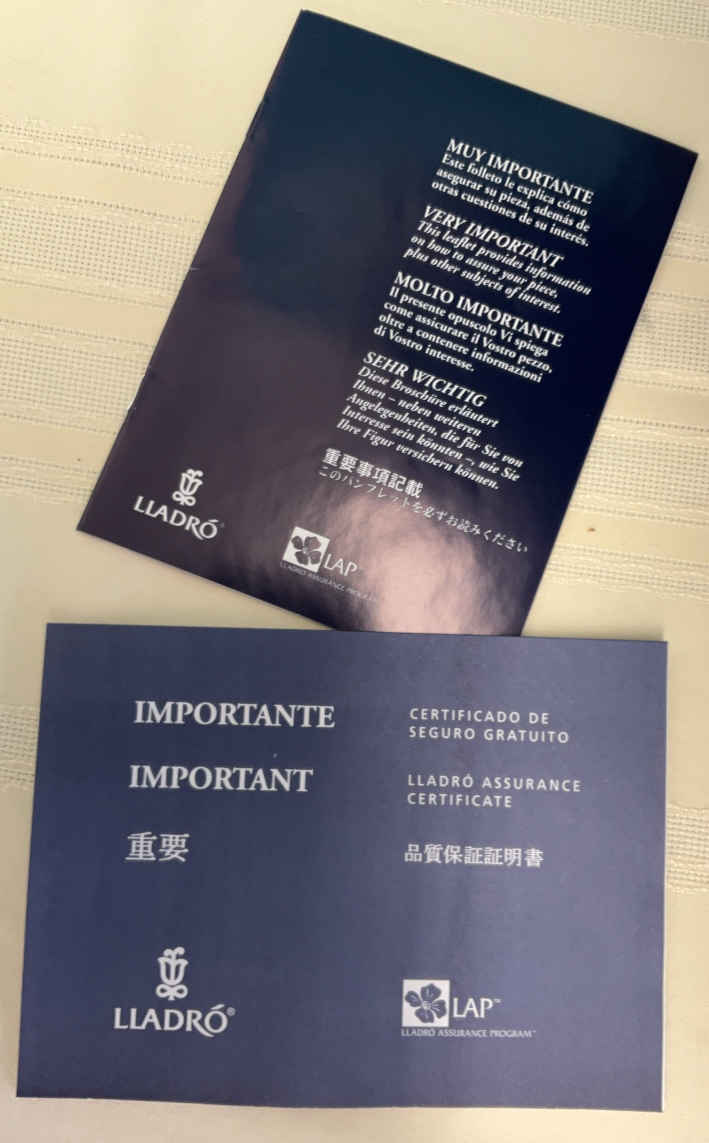 MUY IMPORTANTE
Este folleto le explica cómo
asegurar su pieza, además de
otras cuestiones de su interés.
VERY IMPORTANT
This leaflet provides information
on how to assure your piece,
plus other subjects of interest.
MOLTO IMPORTANTE
Il presente opuscolo Vi spiega
come assicurare il Vostro pezzo,
oltre a contenere informazioni
di Vostro interesse.
SEHR WICHTIG
Diese Broschüre erläutert
Ihnen – neben weiteren
Angelegenheiten, die für Sie von
Interesse sein könnten –, wie Sie
Ihre Figur versichern können.
重要事項記載
このパンフレットを必ずお読みください
LLADRÓ®
LAP™
LLADRÓ ASSURANCE PROGRAM
IMPORTANTE
CERTIFICADO DE
SEGURO GRATUITO
IMPORTANT
LLADRÓ ASSURANCE
CERTIFICATE
重要
品質保証証明書
LLADRÓ®
LAP™
LLADRÓ ASSURANCE PROGRAM™